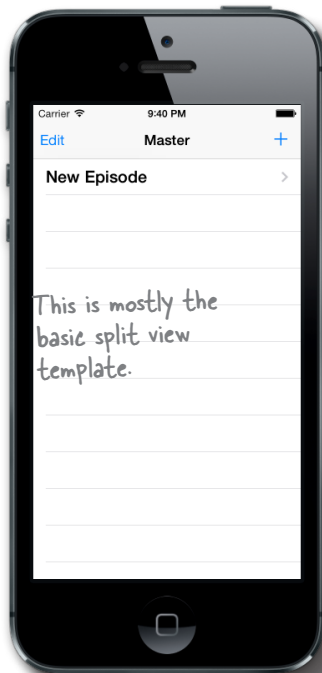 Carrier 9:40 PM
Edit Master +
New Episode >
This is mostly the
basic split view
template.